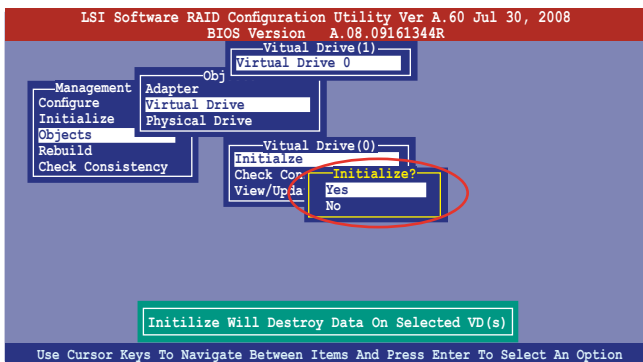 LSI Software RAID Configuration Utility Ver A.60 Jul 30, 2008
BIOS Version A.08.09161344R
Vitual Drive(1)
Virtual Drive 0
Obj
Adapter
Virtual Drive
Physical Drive
Management
Configure
Initialize
Objects
Rebuild
Check Consistency
Vitual Drive(0)
Initialze
Check Con
View/Upda
Initialize?
Yes
No
Initilize Will Destroy Data On Selected VD(s)
Use Cursor Keys To Navigate Between Items And Press Enter To Select An Option